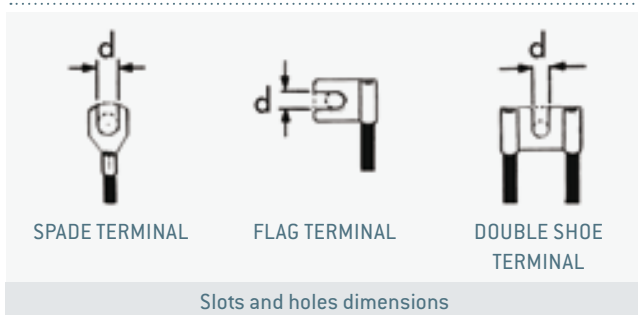 d
d
d
SPADE TERMINAL
FLAG TERMINAL
DOUBLE SHOE
TERMINAL
Slots and holes dimensions